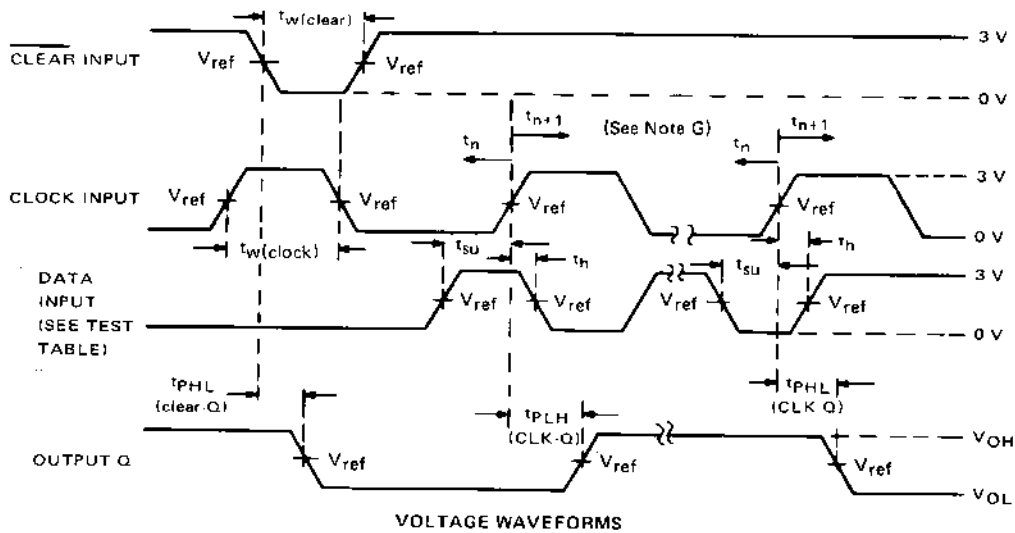 tw(clear)
CLEAR INPUT
Vref
Vref
3 V
0 V
tn
tn+1
(See Note G)
tn
tn+1
CLOCK INPUT
Vref
Vref
Vref
Vref
3 V
0 V
tw(clock)
tsu
th
tsu
th
DATA
INPUT
(SEE TEST
TABLE)
Vref
Vref
Vref
Vref
3 V
0 V
tPHL
(clear-Q)
tPLH
(CLK-Q)
tPHL
(CLK-Q)
OUTPUT Q
Vref
Vref
Vref
VOH
VOL
VOLTAGE WAVEFORMS